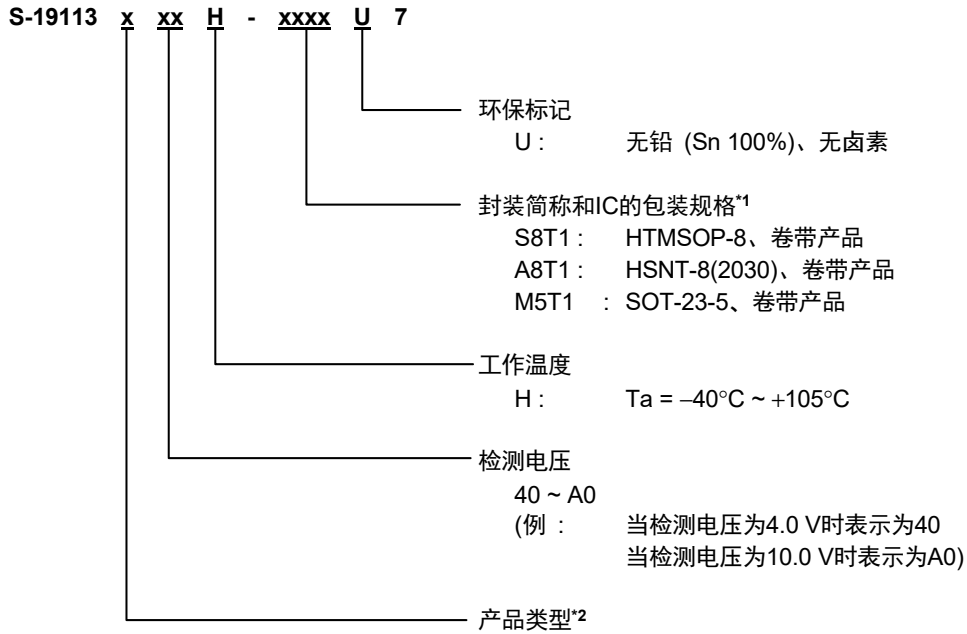 S-19113 x xx H - xxxx U 7
环保标记
U : 无铅 (Sn 100%)、无卤素
封装简称和IC的包装规格*1
S8T1 : HTMSOP-8、卷带产品
A8T1 : HSNT-8(2030)、卷带产品
M5T1 : SOT-23-5、卷带产品
工作温度
H : Ta = −40°C ~ +105°C
检测电压
40 ~ A0
(例 : 当检测电压为4.0 V时表示为40
当检测电压为10.0 V时表示为A0)
产品类型*2